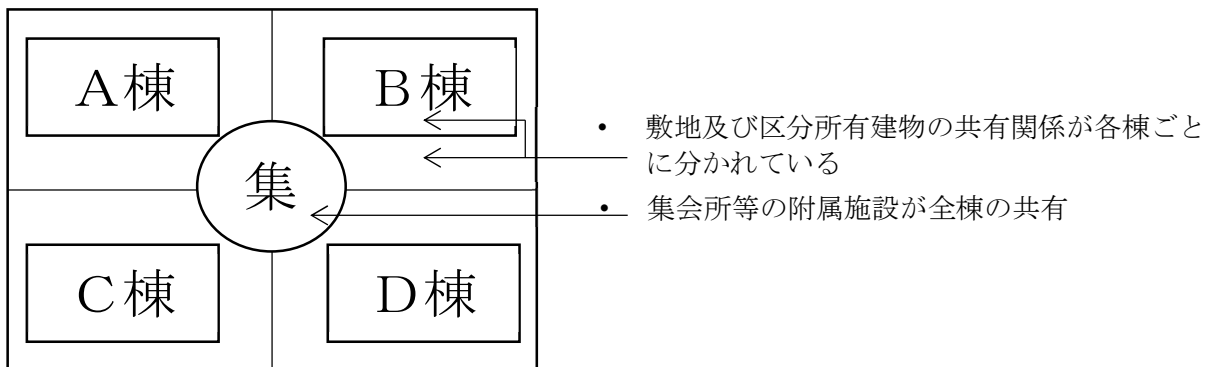 A棟
B棟
集
C棟
D棟
• 敷地及び区分所有建物の共有関係が各棟ごと
に分かれている
• 集会所等の附属施設が全棟の共有